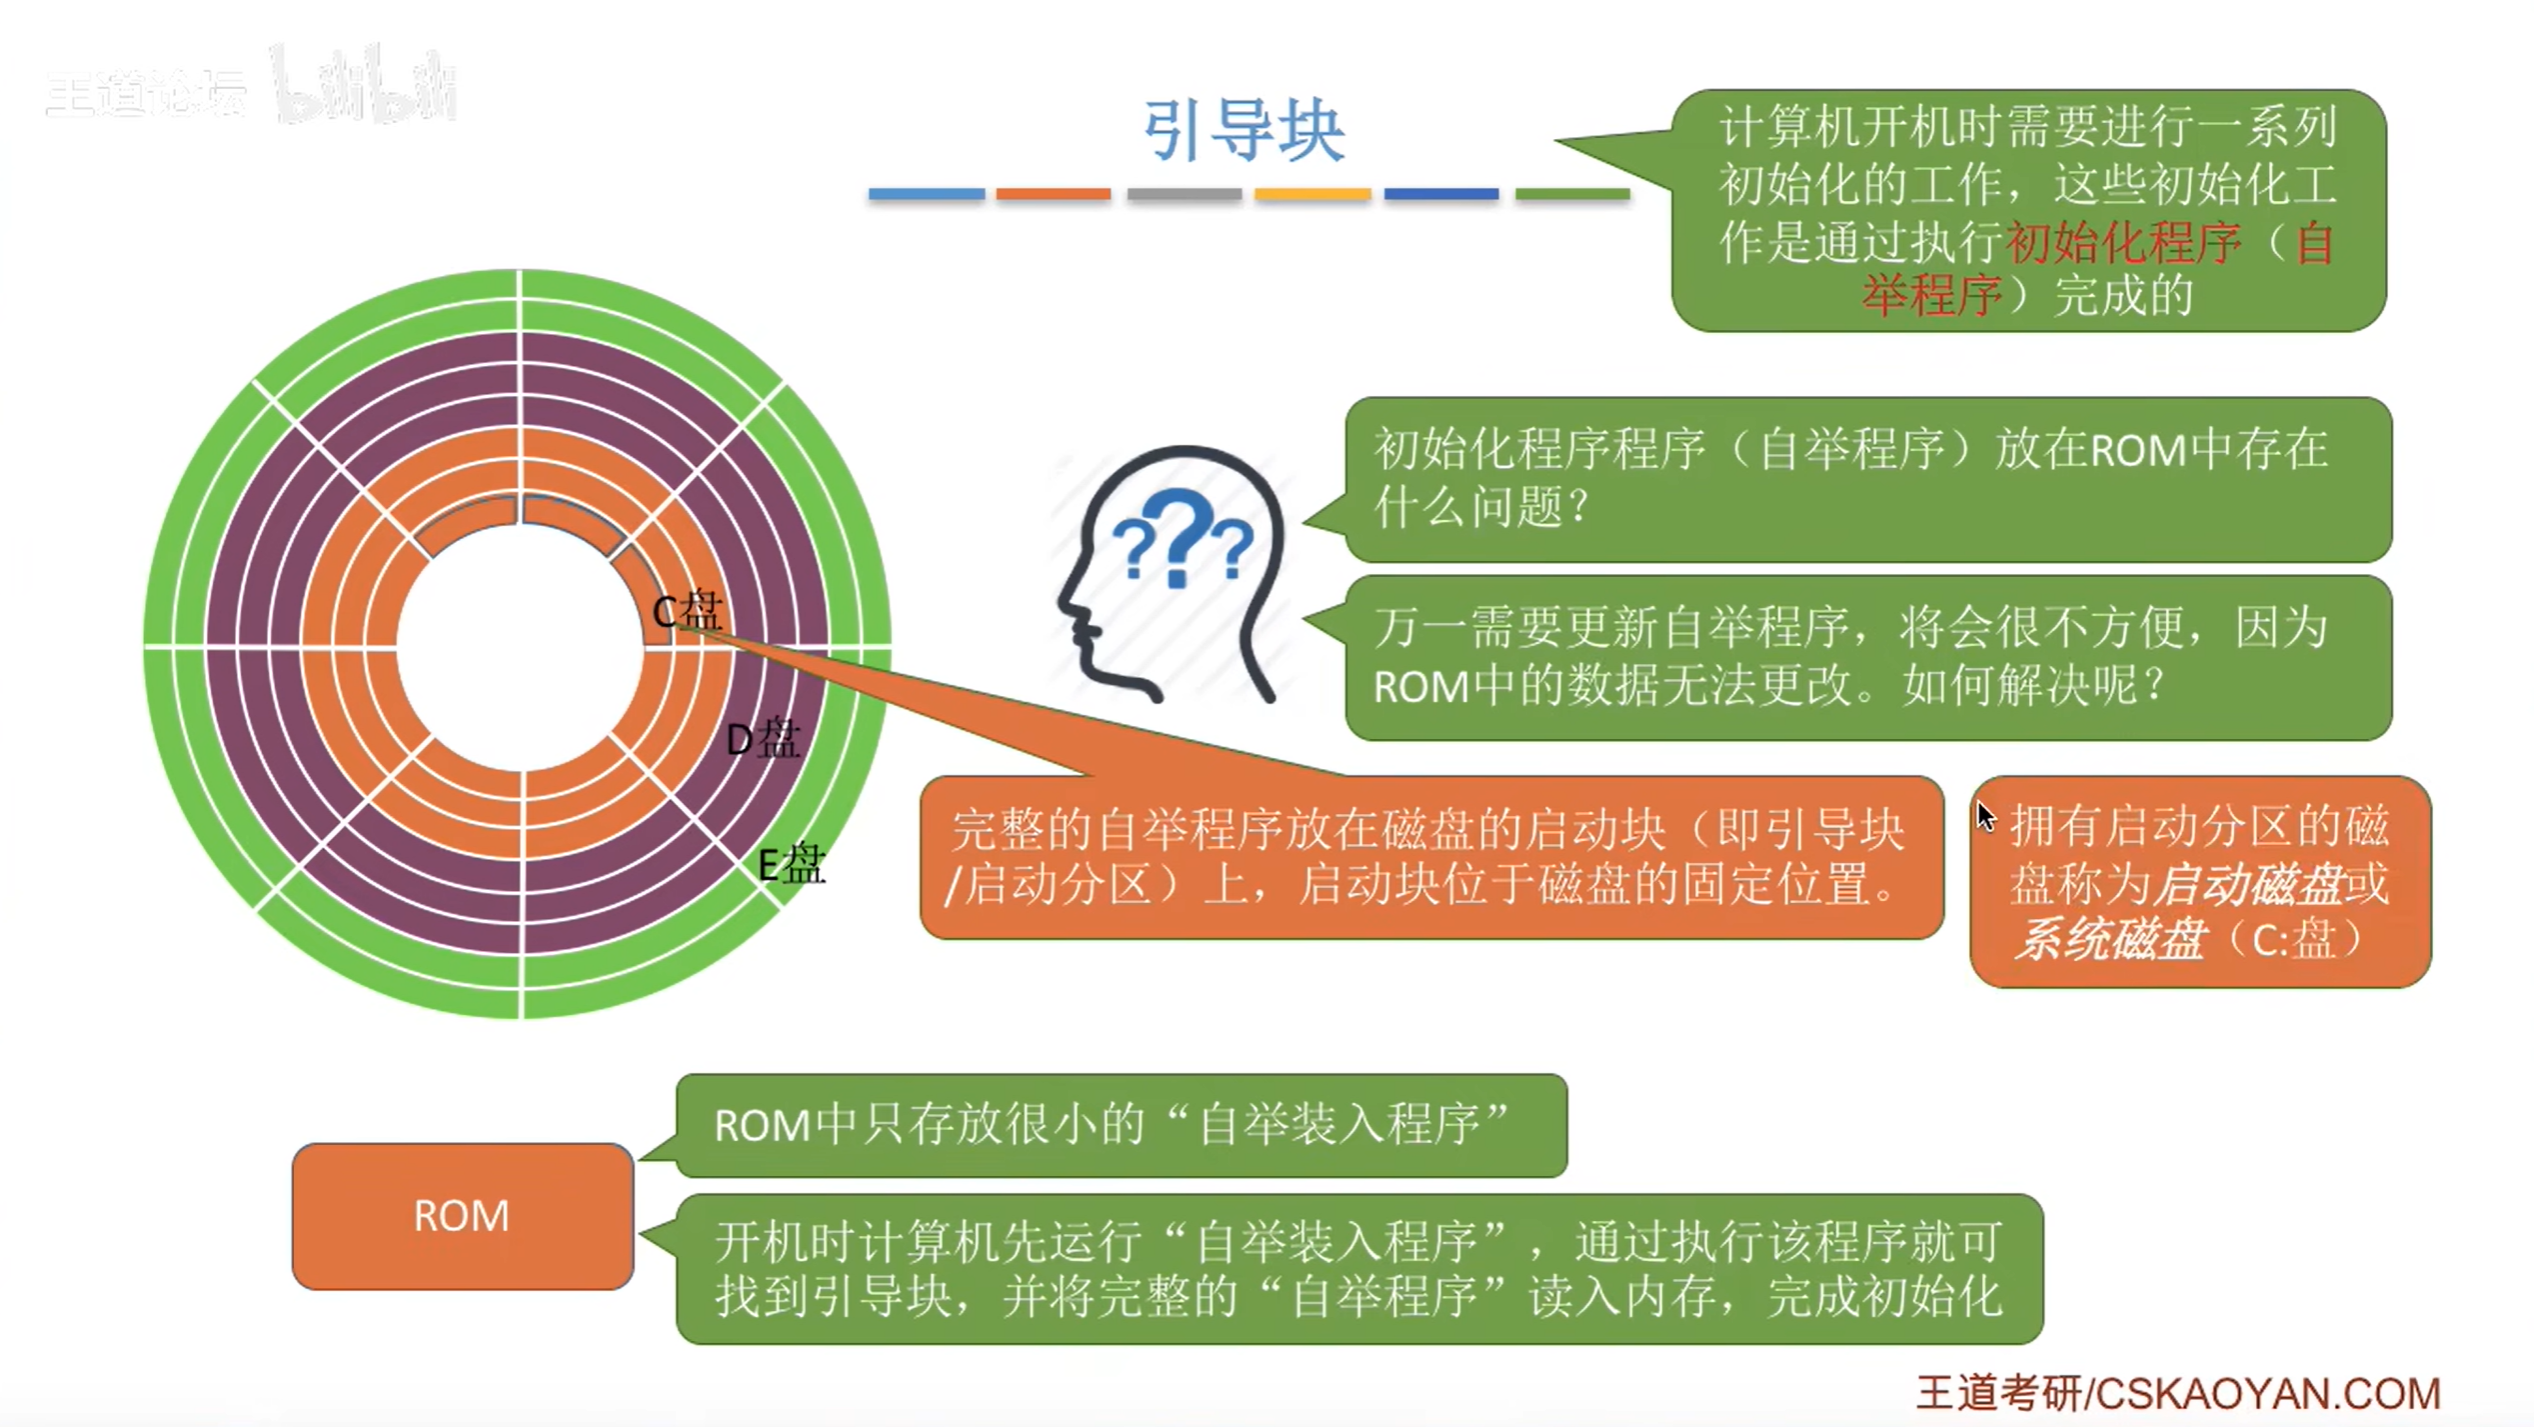 王道论坛 bilibili
引导块
计算机开机时需要进行一系列
初始化的工作，这些初始化工
作是通过执行初始化程序（自
举程序）完成的
初始化程序程序（自举程序）放在ROM中存在
什么问题？
???
万一需要更新自举程序，将会很不方便，因为
ROM中的数据无法更改。如何解决呢？
C盘
D盘
E盘
完整的自举程序放在磁盘的启动块（即引导块
/启动分区）上，启动块位于磁盘的固定位置。
拥有启动分区的磁
盘称为启动磁盘或
系统磁盘（C:盘）
ROM中只存放很小的“自举装入程序”
ROM
开机时计算机先运行“自举装入程序”，通过执行该程序就可
找到引导块，并将完整的“自举程序”读入内存，完成初始化
王道考研/CSKAOYAN.COM